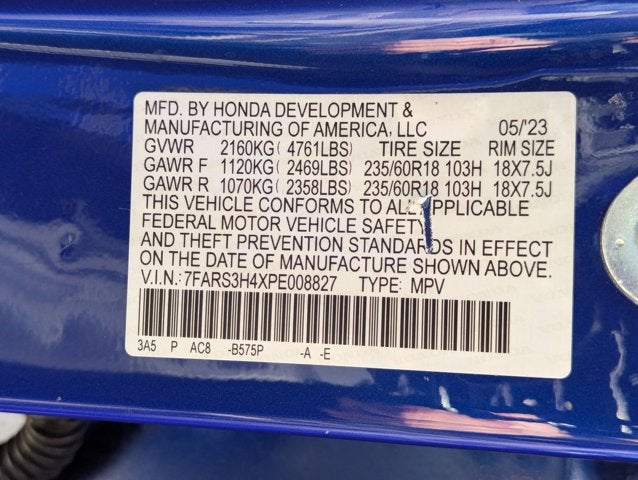 MFD. BY HONDA DEVELOPMENT &
MANUFACTURING OF AMERICA, LLC 05/'23
GVWR 2160KG( 4761LBS) TIRE SIZE RIM SIZE
GAWR F 1120KG( 2469LBS) 235/60R18 103H 18X7.5J
GAWR R 1070KG( 2358LBS) 235/60R18 103H 18X7.5J
THIS VEHICLE CONFORMS TO ALL APPLICABLE
FEDERAL MOTOR VEHICLE SAFETY
AND THEFT PREVENTION STANDARDS IN EFFECT
ON THE DATE OF MANUFACTURE SHOWN ABOVE.
V.I.N.: 7FARS3H4XPE008827 TYPE: MPV
3A5 P AC8 -B575P -A -E